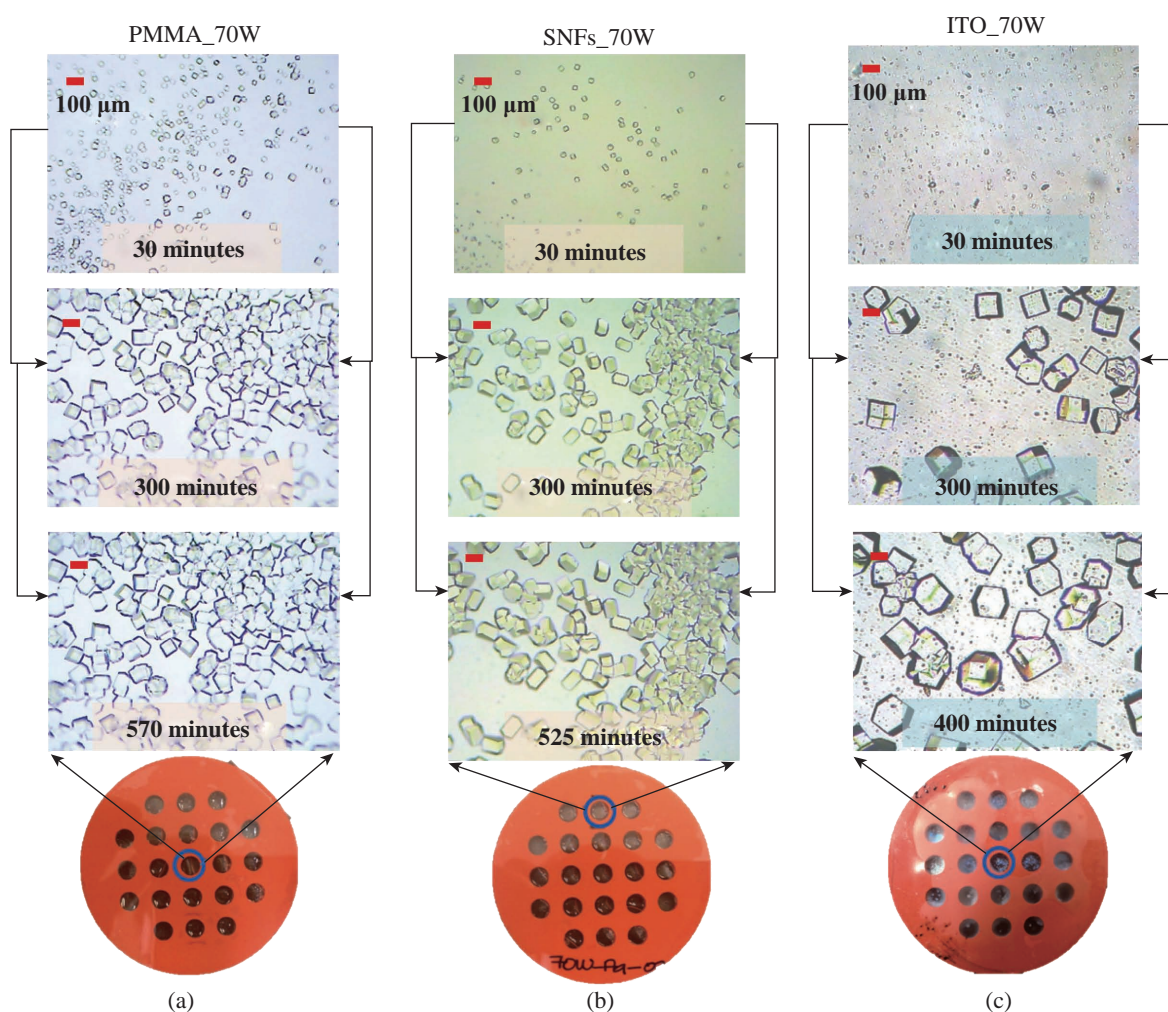 PMMA_70W
SNFs_70W
ITO_70W
100 µm
100 µm
100 µm
30 minutes
30 minutes
30 minutes
300 minutes
300 minutes
300 minutes
570 minutes
525 minutes
400 minutes
(a)
(b)
(c)